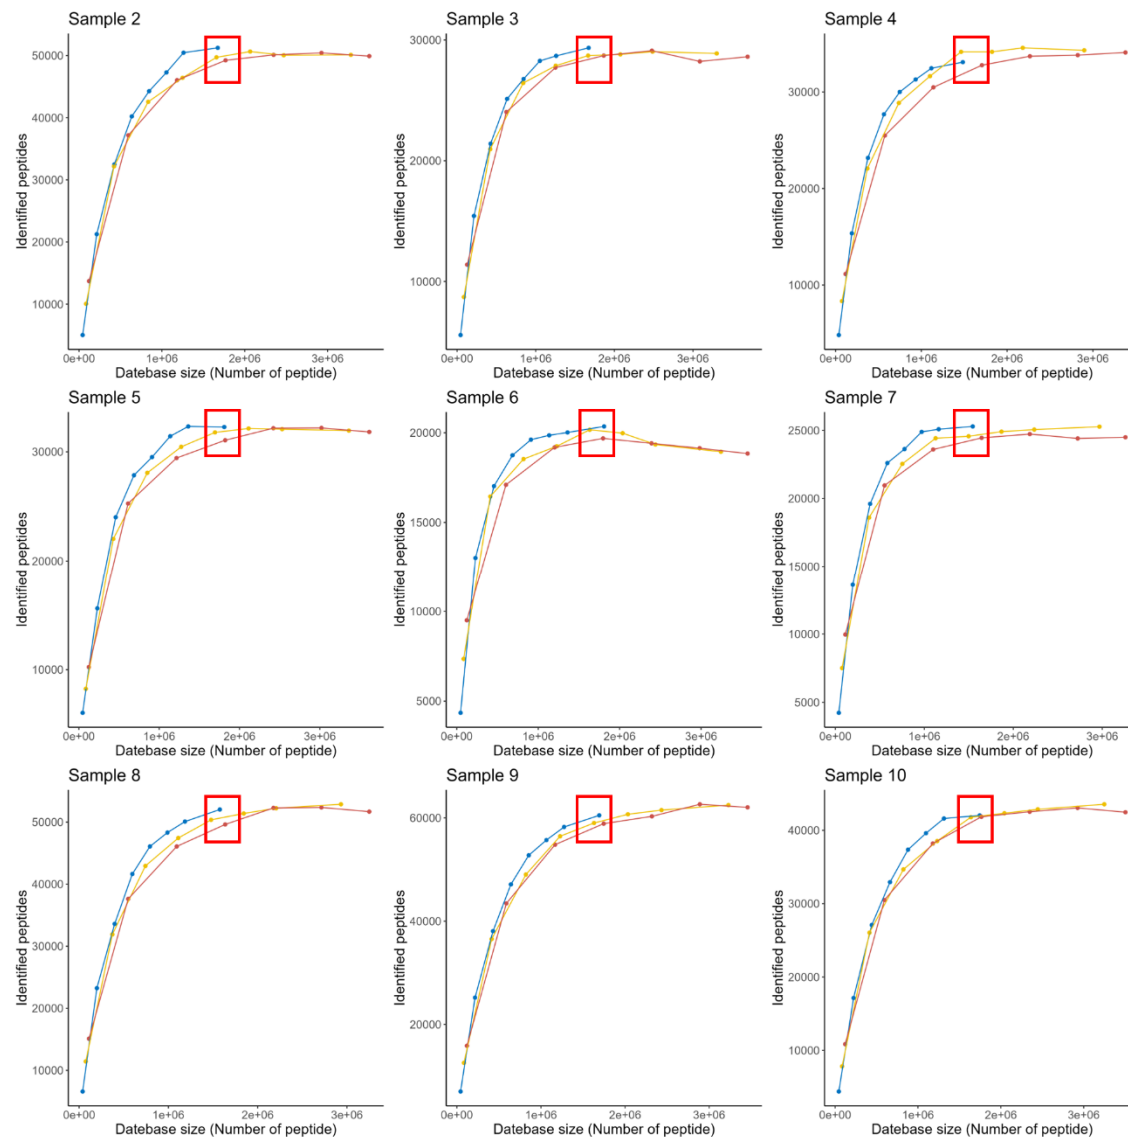 Sample 2
Sample 3
Sample 4
Identified peptides
50000
40000
30000
20000
10000
0e+00 1e+06 2e+06 3e+06
Datebase size (Number of peptide)
Identified peptides
30000
20000
10000
0e+00 1e+06 2e+06 3e+06
Datebase size (Number of peptide)
Identified peptides
30000
20000
10000
0e+00 1e+06 2e+06 3e+06
Datebase size (Number of peptide)
Sample 5
Sample 6
Sample 7
Identified peptides
30000
20000
10000
0e+00 1e+06 2e+06 3e+06
Datebase size (Number of peptide)
Identified peptides
20000
15000
10000
5000
0e+00 1e+06 2e+06 3e+06
Datebase size (Number of peptide)
Identified peptides
25000
20000
15000
10000
5000
0e+00 1e+06 2e+06 3e+06
Datebase size (Number of peptide)
Sample 8
Sample 9
Sample 10
Identified peptides
50000
40000
30000
20000
10000
0e+00 1e+06 2e+06 3e+06
Datebase size (Number of peptide)
Identified peptides
60000
40000
20000
0e+00 1e+06 2e+06 3e+06
Datebase size (Number of peptide)
Identified peptides
40000
30000
20000
10000
0e+00 1e+06 2e+06 3e+06
Datebase size (Number of peptide)